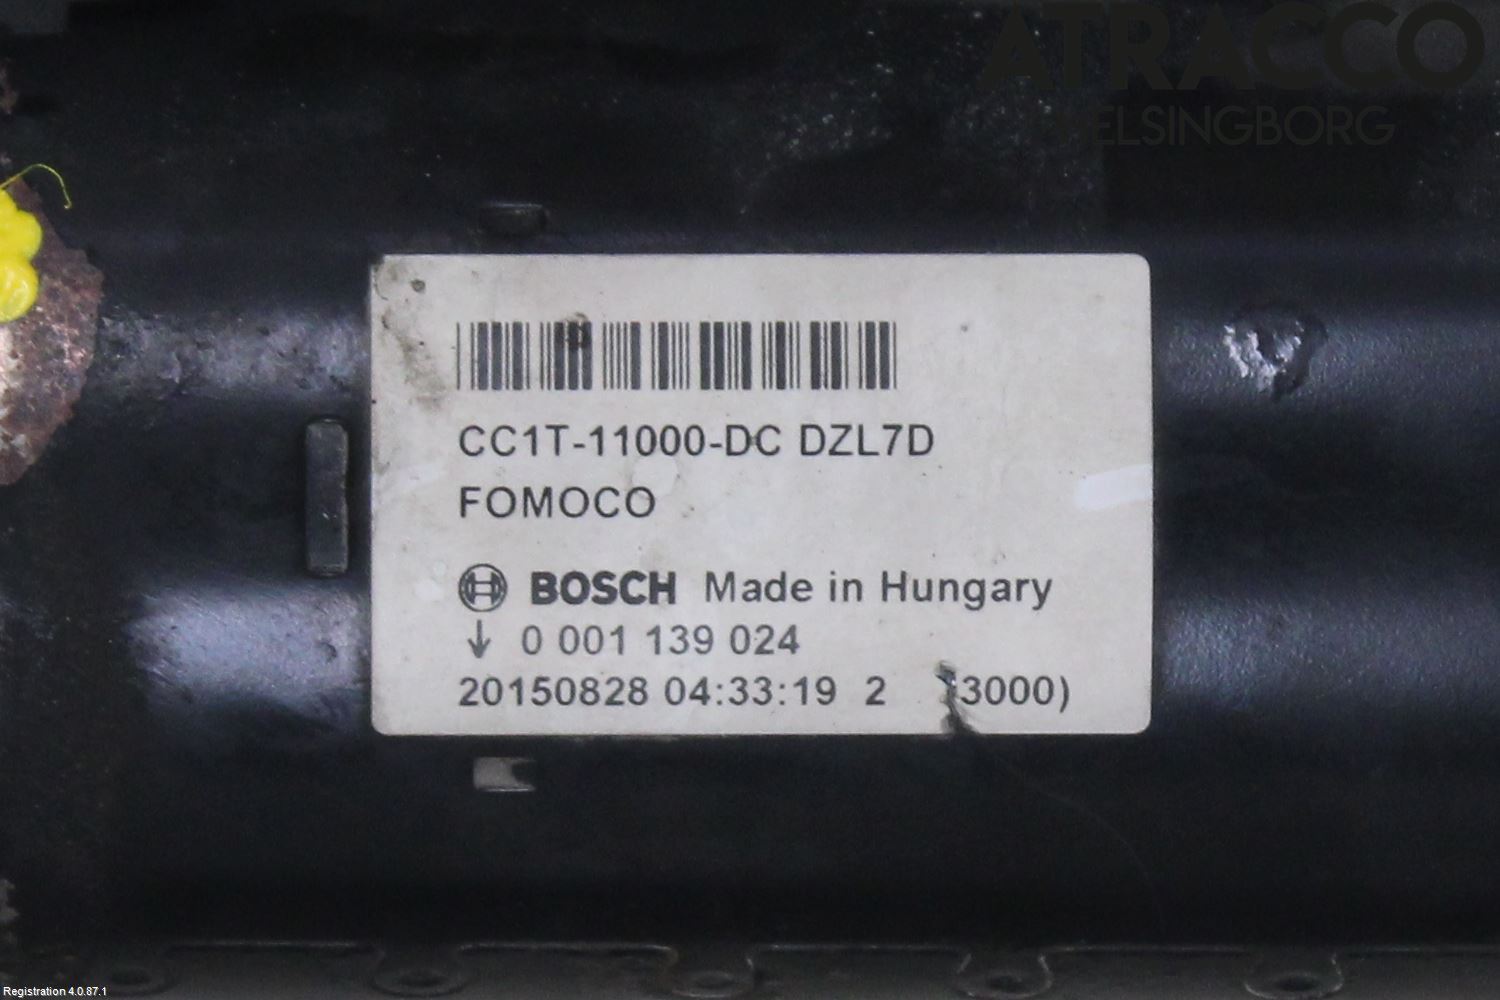 ATRACCO
HELSINGBORG
CC1T-11000-DC DZL7D
FOMOCO
BOSCH Made in Hungary
↓ 0 001 139 024
20150828 04:33:19 2 3000)
Registration 4.0.87.1